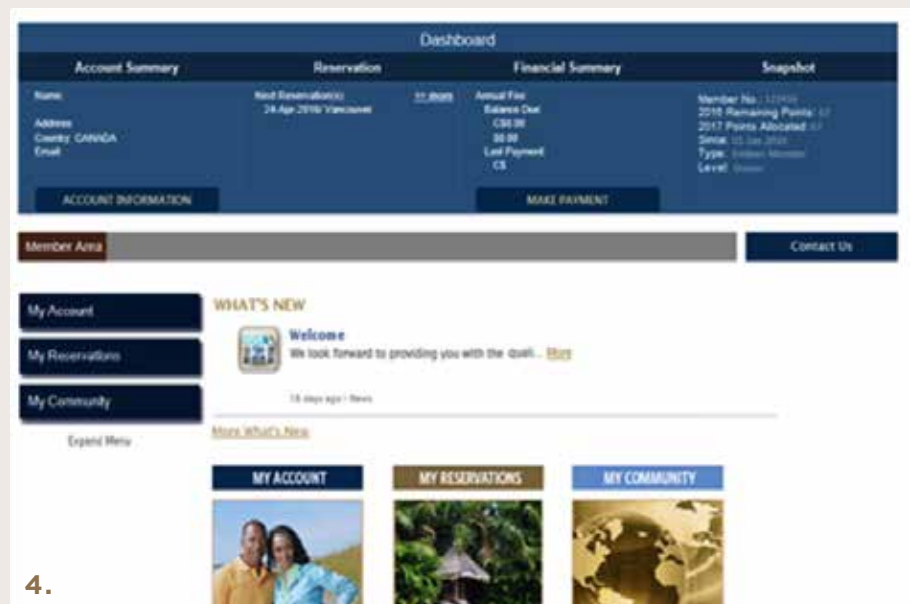 Dashboard
Account Summary
Reservation
Financial Summary
Snapshot
Name:
Address:
Country: CANADA
Email:
ACCOUNT INFORMATION
Next Reservation(s):
24-Apr-2016/ Vancouver
more
Annual Fee
Balance Due
C$0.00
$0.00
Last Payment
C$
MAKE PAYMENT
Member No.:
2016 Remaining Points:
2017 Points Allocated:
Since:
Type:
Level:
Member Area
Contact Us
My Account
My Reservations
My Community
Expand Menu
WHAT'S NEW
Welcome
We look forward to providing you with the quali... More
18 days ago - News
More What's New
MY ACCOUNT
MY RESERVATIONS
MY COMMUNITY
4.